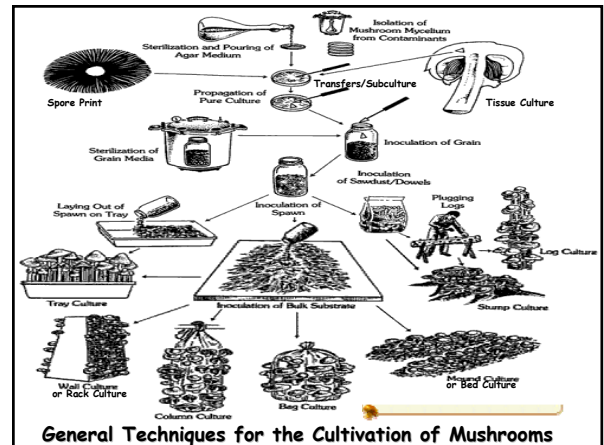 Isolation of
Mushroom Mycelium
from Contaminants
Sterilization and Pouring of
Agar Medium
Transfers/Subculture
Spore Print
Tissue Culture
Propagation of
Pure Culture
Inoculation of Grain
Sterilization of
Grain Media
Inoculation
of Sawdust/Dowels
Laying Out of
Spawn on Tray
Inoculation of
Spawn
Plugging
Logs
Log Culture
Tray Culture
Inoculation of Bulk Substrate
Stump Culture
Wall Culture
or Rack Culture
Mound Culture
or Bed Culture
Column Culture
Bag Culture
General Techniques for the Cultivation of Mushrooms